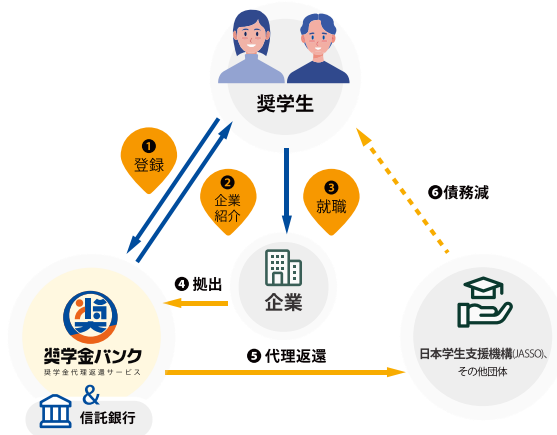 奨学生
❶
登録
❷
企業
紹介
❸
就職
❻債務減
❹ 拠出
企業
奨
奨学金バンク
奨学金代理返還サービス
日本学生支援機構(JASSO)、
その他団体
❺ 代理返還
&
信託銀行